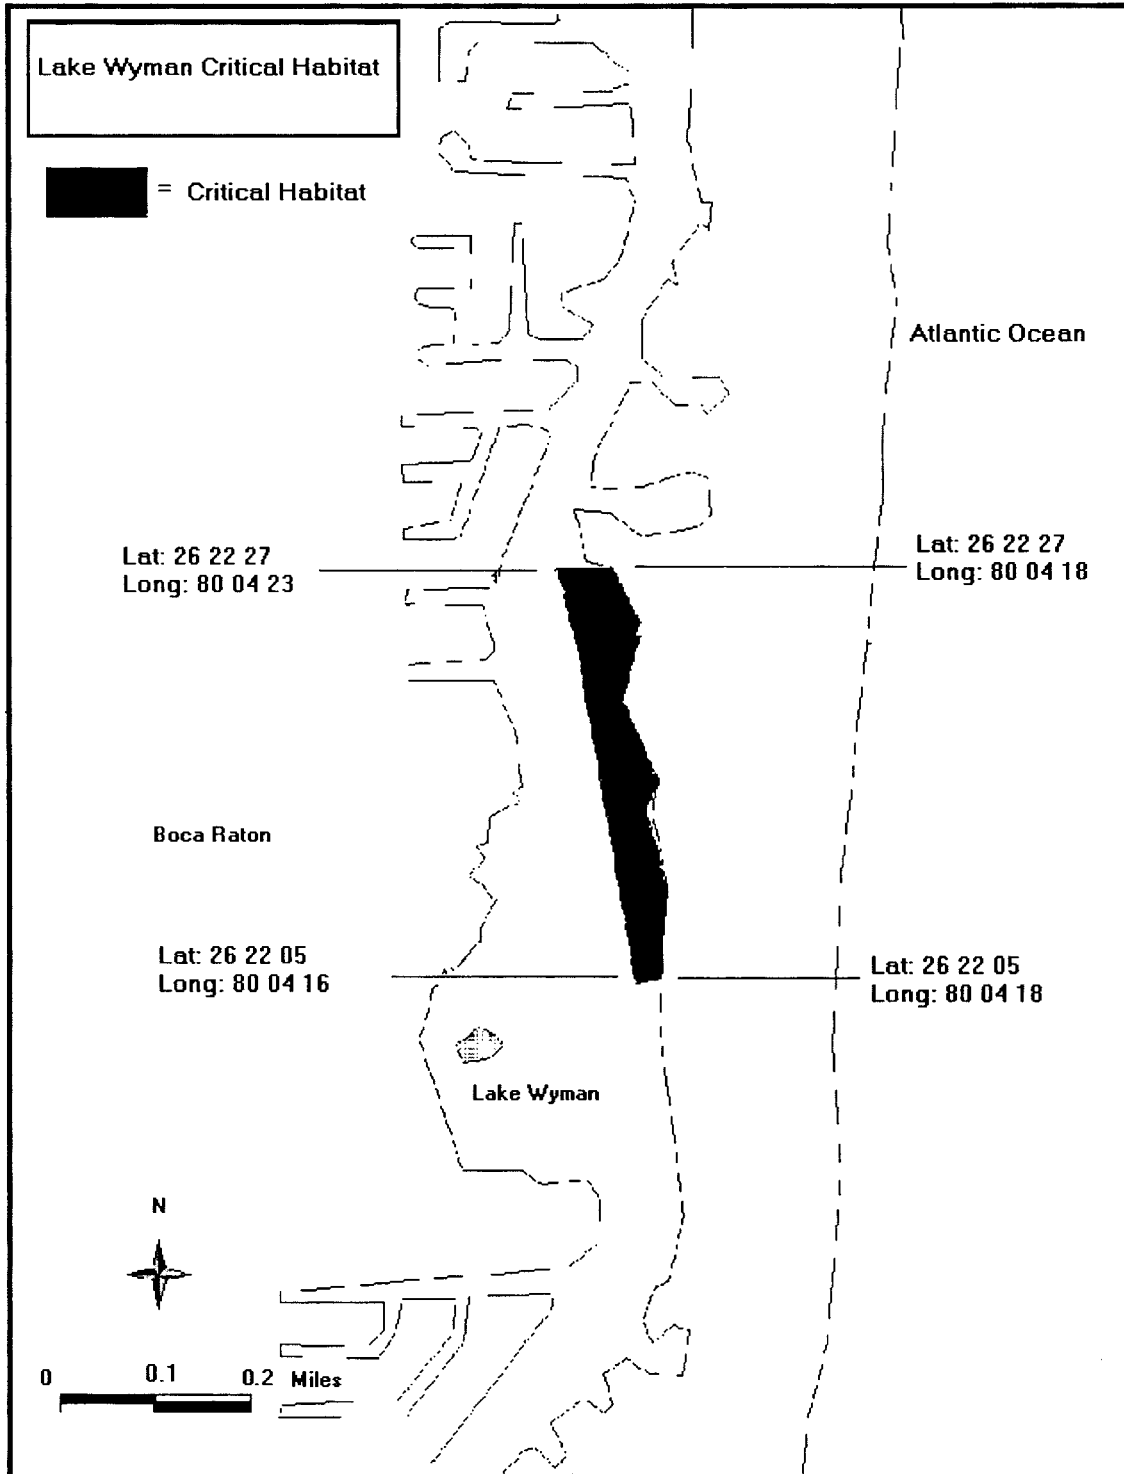 Lake Wyman Critical Habitat
= Critical Habitat
Atlantic Ocean
Lat: 26 22 27
Long: 80 04 23
Lat: 26 22 27
Long: 80 04 18
Boca Raton
Lat: 26 22 05
Long: 80 04 16
Lat: 26 22 05
Long: 80 04 18
Lake Wyman
N
0 0.1 0.2 Miles